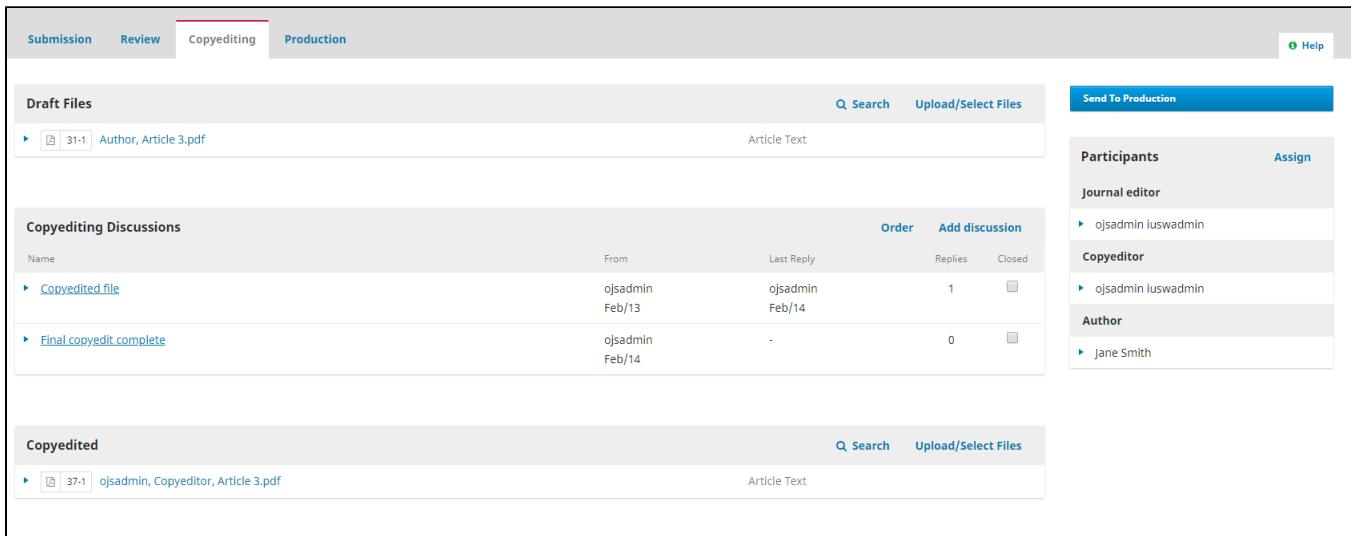 Submission Review Copyediting Production
Help
Draft Files Search Upload/Select Files
31-1 Author, Article 3.pdf Article Text
Copyediting Discussions Order Add discussion
Name From Last Reply Replies Closed
Copyedited file ojsadmin ojsadmin 1
Feb/13 Feb/14
Final copyedit complete ojsadmin - 0
Feb/14
Copyedited Search Upload/Select Files
37-1 ojsadmin, Copyeditor, Article 3.pdf Article Text
Send To Production
Participants Assign
Journal editor
ojsadmin iuswadmin
Copyeditor
ojsadmin iuswadmin
Author
Jane Smith